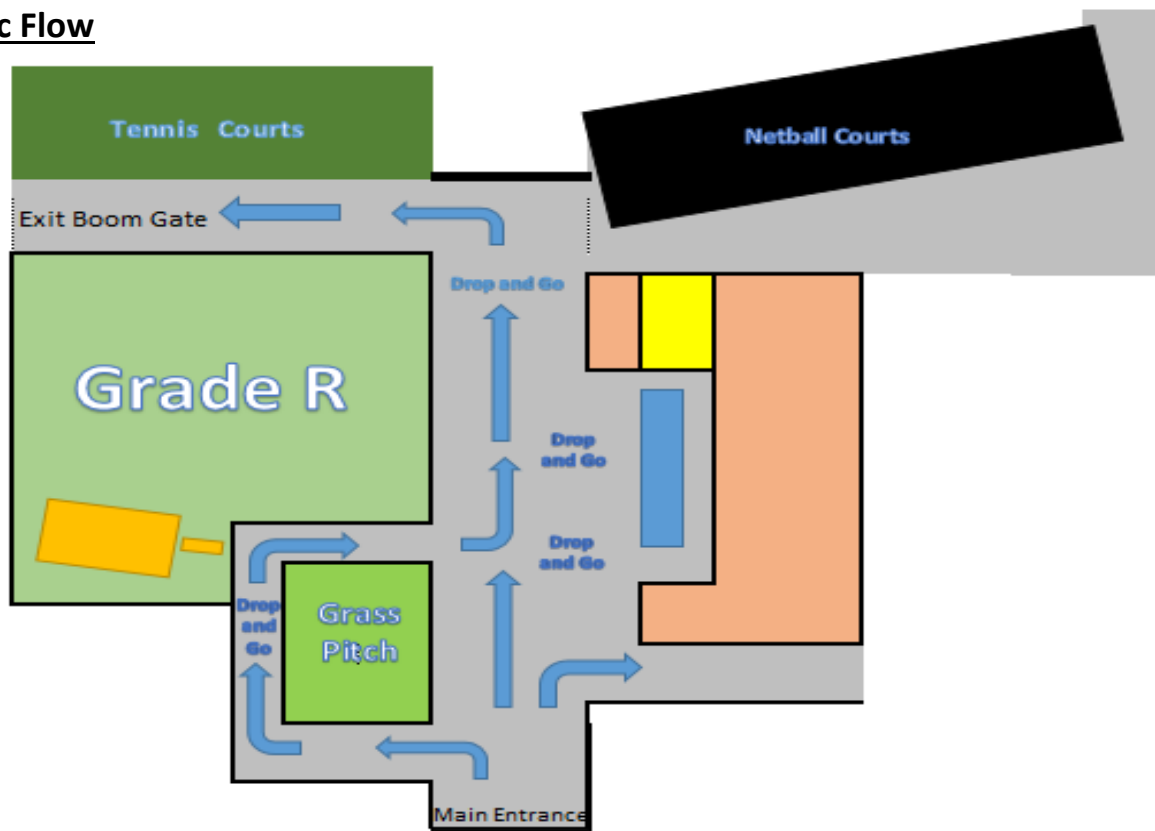 c Flow
Tennis Courts
Netball Courts
Exit Boom Gate
Drop and Go
Grade R
Drop
and Go
Drop
and Go
Drop
and
Go
Grass
Pitch
Main Entrance